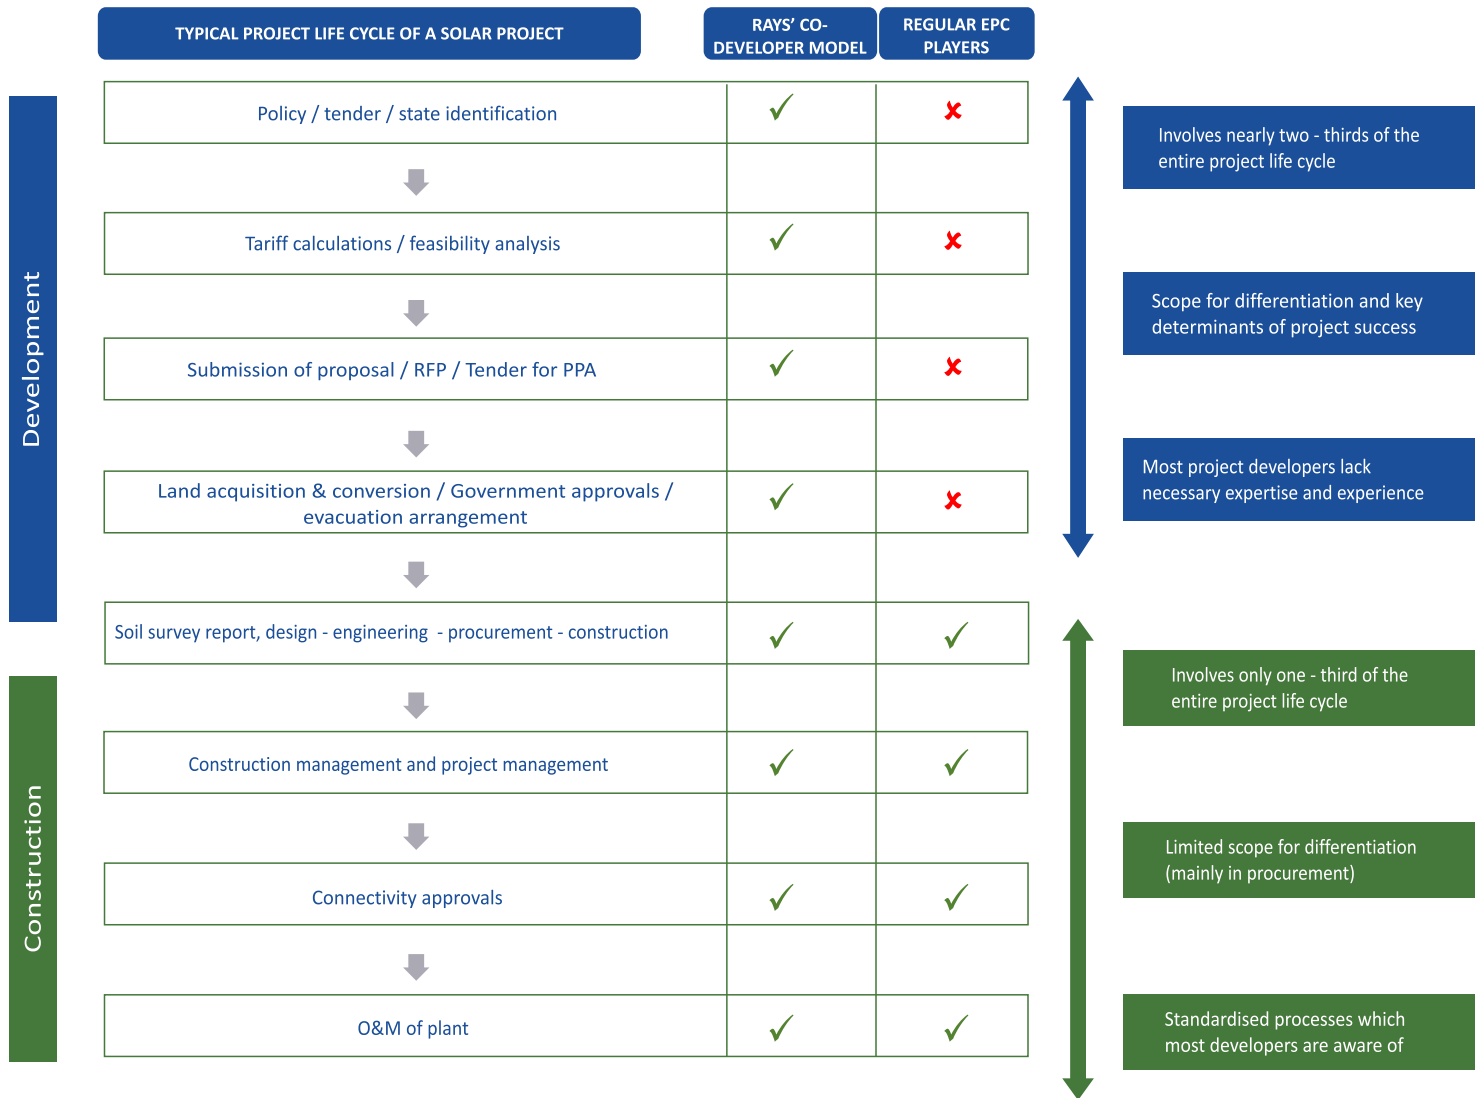 TYPICAL PROJECT LIFE CYCLE OF A SOLAR PROJECT
RAYS’ CO-
DEVELOPER MODEL
REGULAR EPC
PLAYERS
Development
Policy / tender / state identification
Tariff calculations / feasibility analysis
Submission of proposal / RFP / Tender for PPA
Land acquisition & conversion / Government approvals /
evacuation arrangement
Soil survey report, design - engineering - procurement - construction
Involves nearly two - thirds of the
entire project life cycle
Scope for differentiation and key
determinants of project success
Most project developers lack
necessary expertise and experience
Construction
Construction management and project management
Connectivity approvals
O&M of plant
Involves only one - third of the
entire project life cycle
Limited scope for differentiation
(mainly in procurement)
Standardised processes which
most developers are aware of